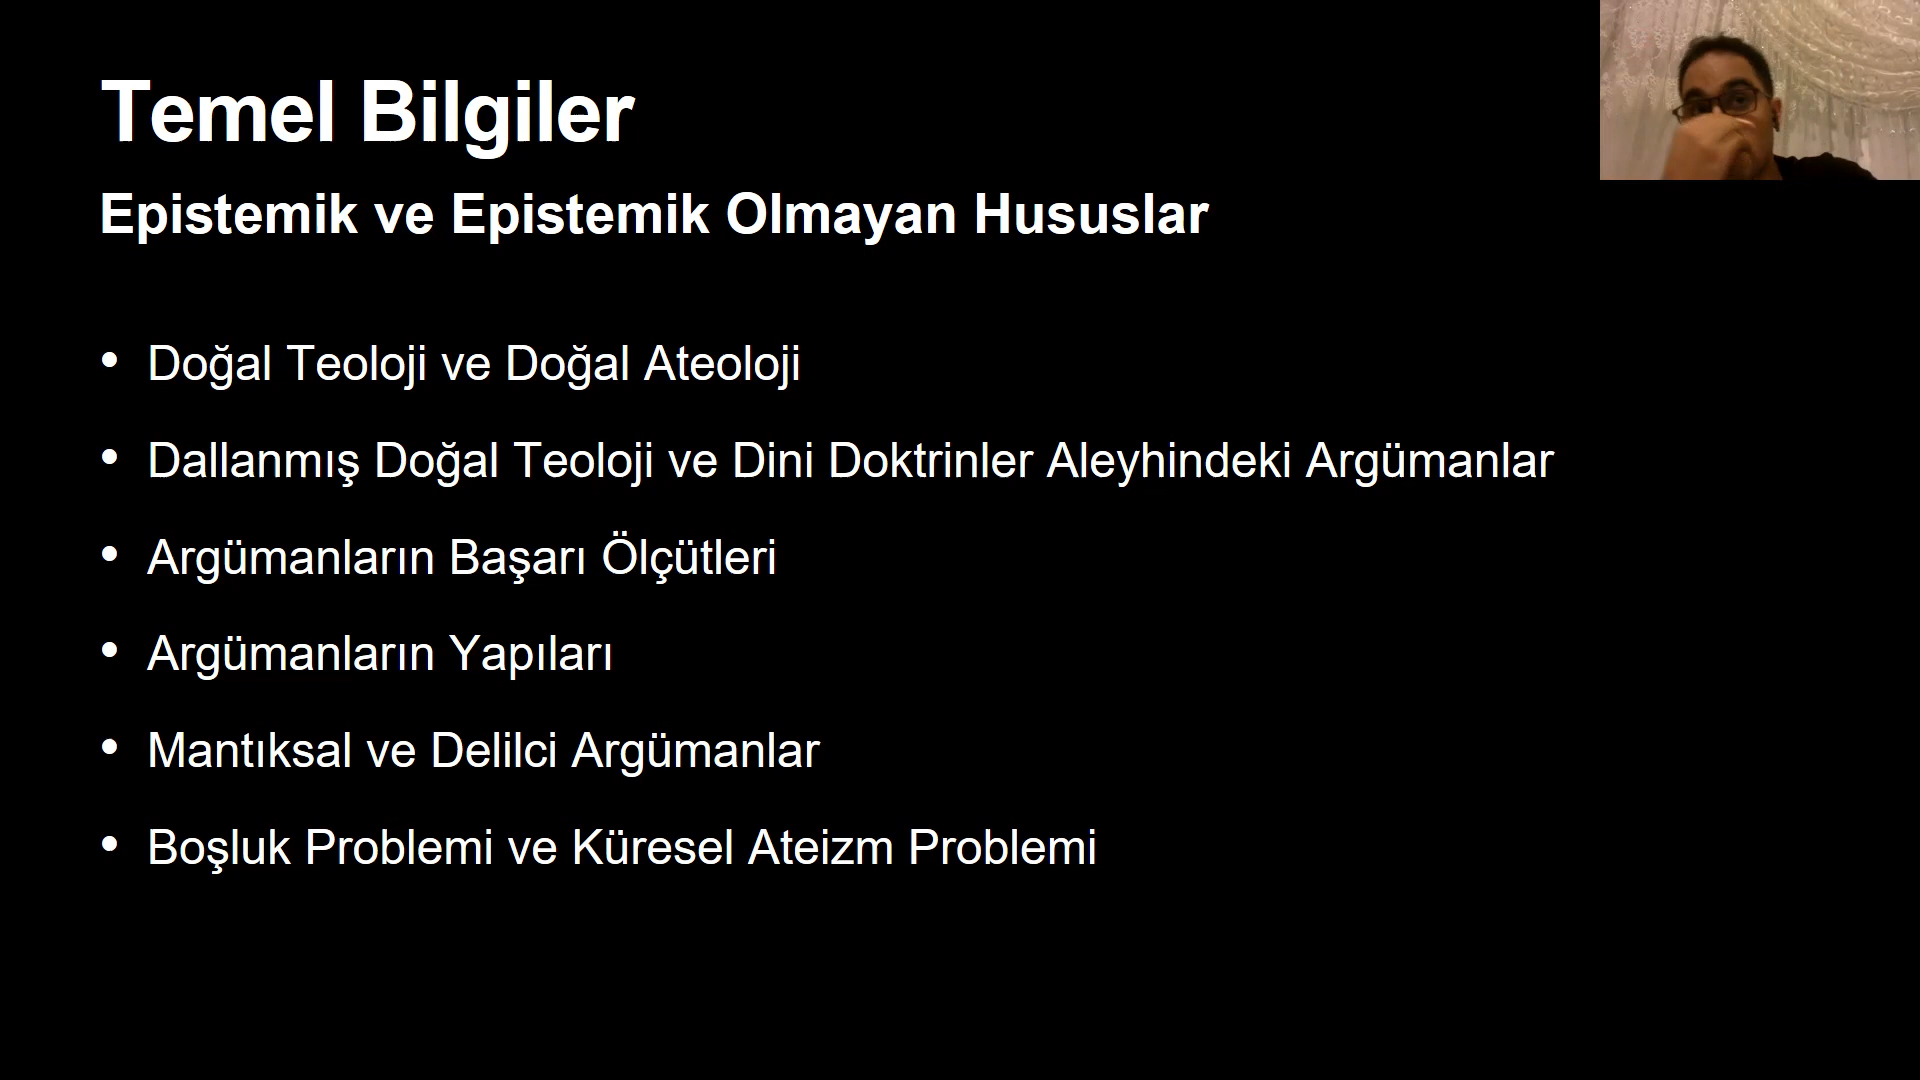 Temel Bilgiler
Epistemik ve Epistemik Olmayan Hususlar
• Doğal Teoloji ve Doğal Ateoloji
• Dallanmış Doğal Teoloji ve Dini Doktrinler Aleyhindeki Argümanlar
• Argümanların Başarı Ölçütleri
• Argümanların Yapıları
• Mantıksal ve Delilci Argümanlar
• Boşluk Problemi ve Küresel Ateizm Problemi